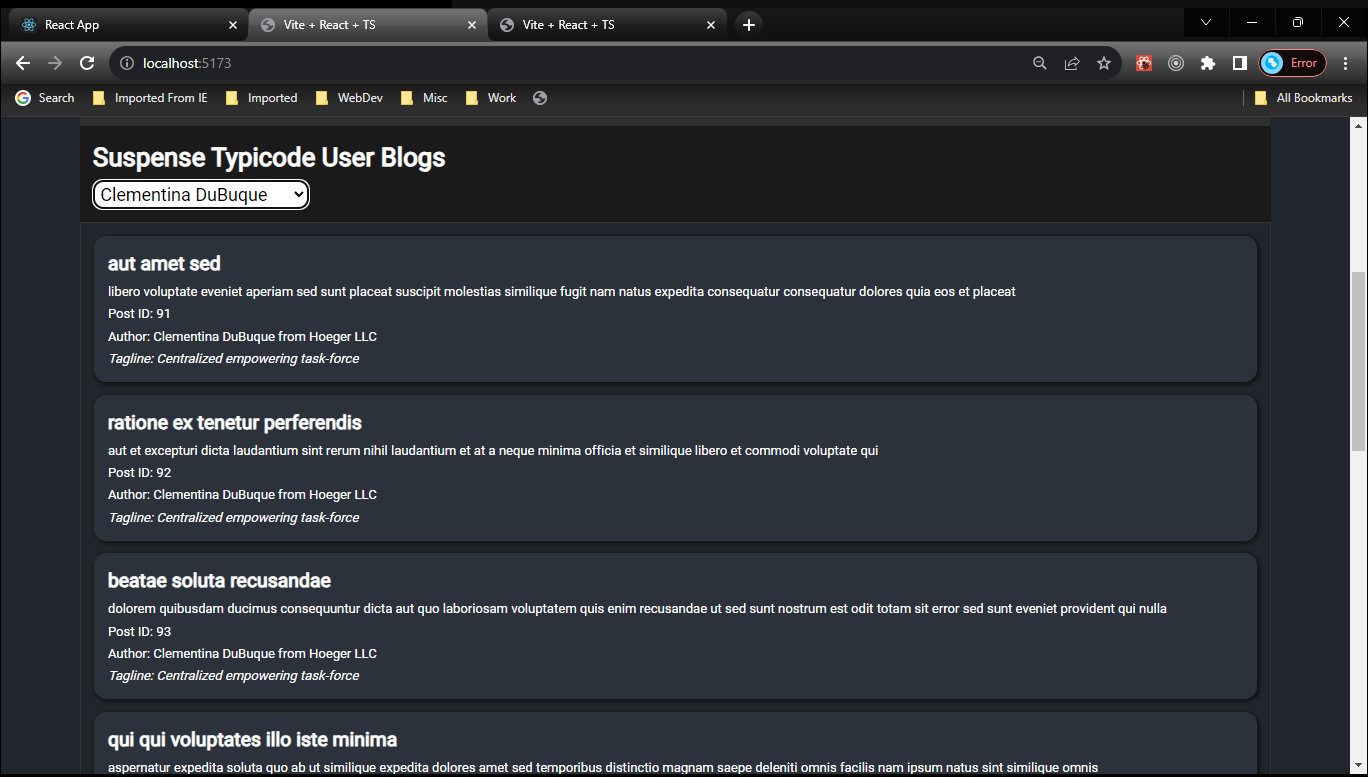 React App
Vite + React + TS
Vite + React + TS
localhost:5173
Error
Search
Imported From IE
Imported
WebDev
Misc
Work
All Bookmarks
Suspense Typicode User Blogs
Clementina DuBuque
aut amet sed
libero voluptate eveniet aperiam sed sunt placeat suscipit molestias similique fugit nam natus expedita consequatur consequatur dolores quia eos et placeat
Post ID: 91
Author: Clementina DuBuque from Hoeger LLC
Tagline: Centralized empowering task-force
ratione ex tenetur perferendis
aut et excepturi dicta laudantium sint rerum nihil laudantium et at a neque minima officia et similique libero et commodi voluptate qui
Post ID: 92
Author: Clementina DuBuque from Hoeger LLC
Tagline: Centralized empowering task-force
beatae soluta recusandae
dolorem quibusdam ducimus consequuntur dicta aut quo laboriosam voluptatem quis enim recusandae ut sed sunt nostrum est odit totam sit error sed sunt eveniet provident qui nulla
Post ID: 93
Author: Clementina DuBuque from Hoeger LLC
Tagline: Centralized empowering task-force
qui qui voluptates illo iste minima
aspernatur expedita soluta quo ab ut similique expedita dolores amet sed temporibus distinctio magnam saepe deleniti omnis facilis nam ipsum natus sint similique omnis